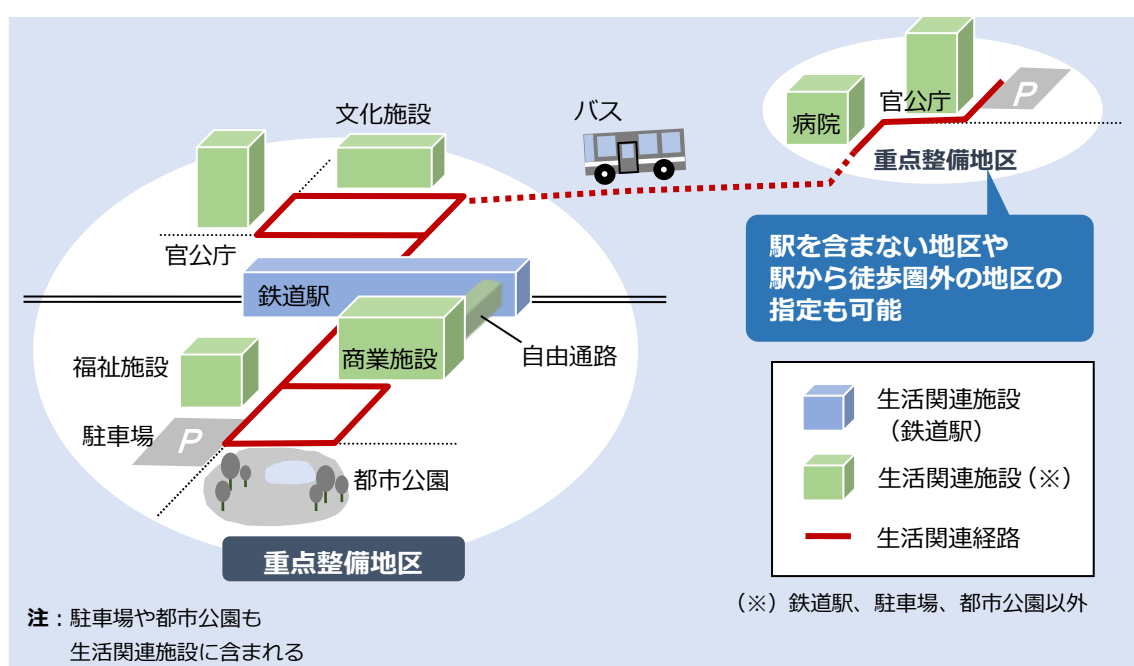 文化施設
バス
官公庁
病院
P
重点整備地区
官公庁
駅を含まない地区や
駅から徒歩圏外の地区の
指定も可能
鉄道駅
商業施設
自由通路
福祉施設
駐車場
P
都市公園
重点整備地区
生活関連施設
（鉄道駅）
生活関連施設（※）
生活関連経路
（※）鉄道駅、駐車場、都市公園以外
注：駐車場や都市公園も
生活関連施設に含まれる